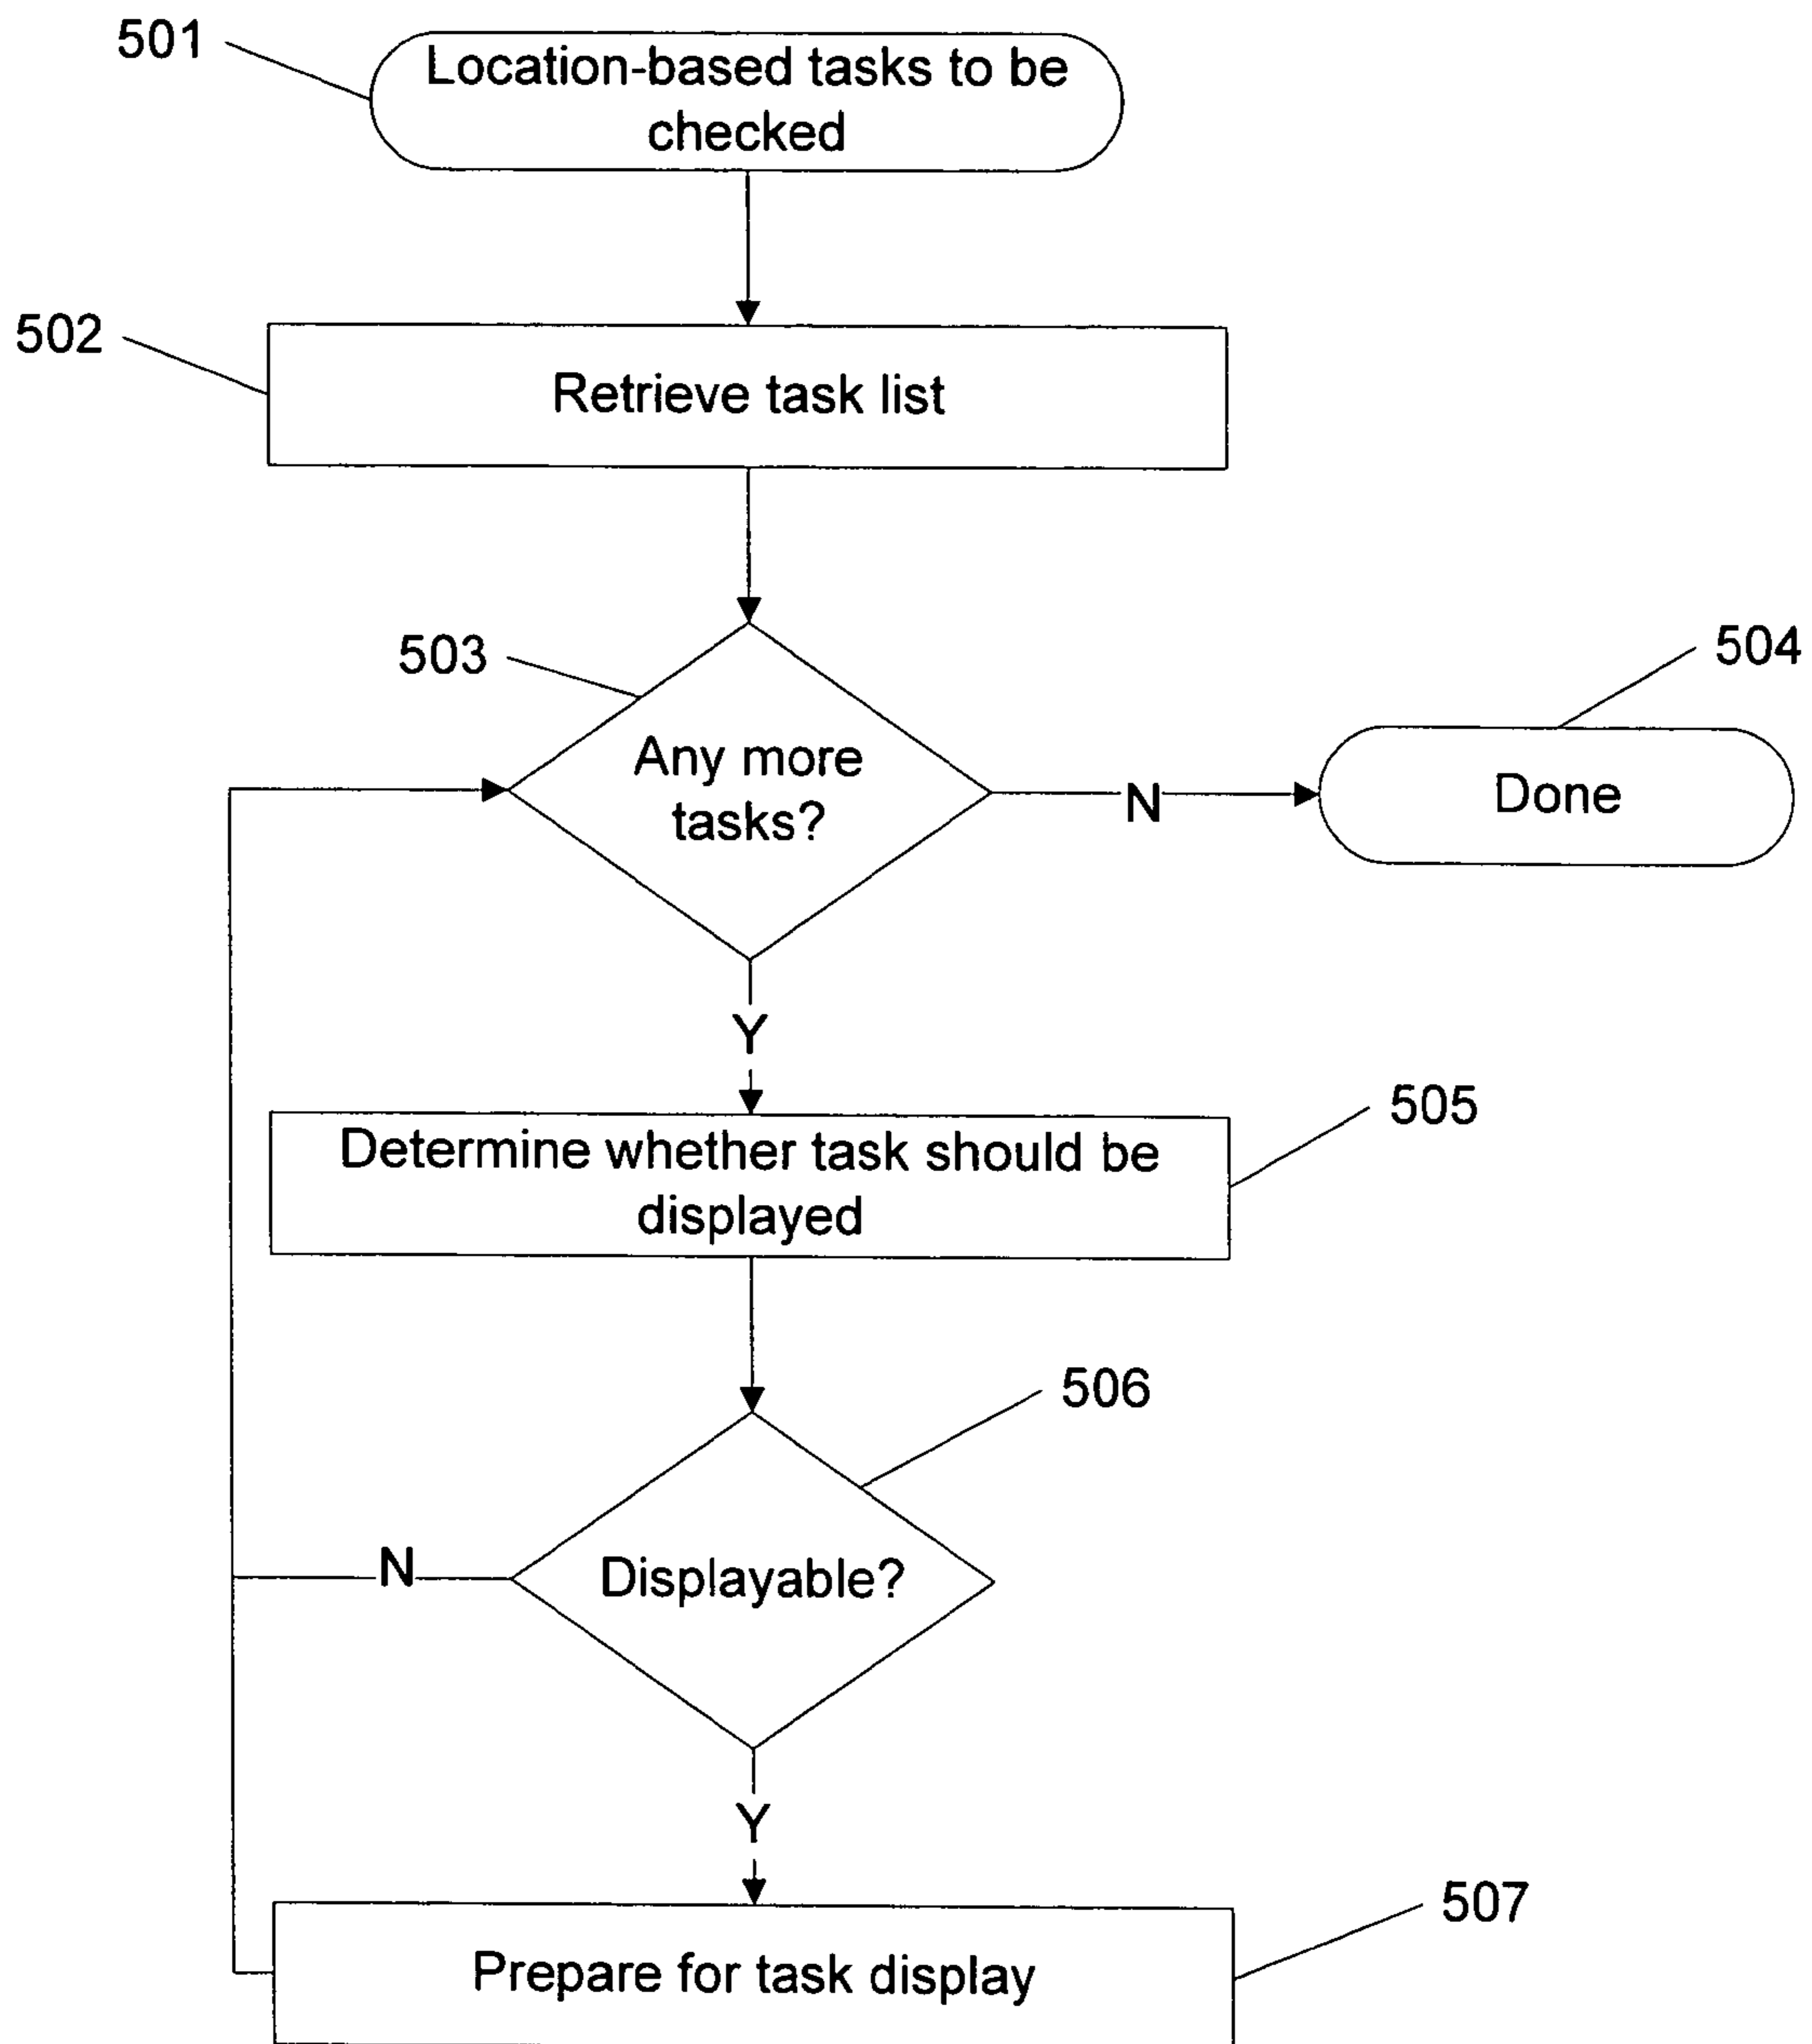 501
Location-based tasks to be
checked
502
Retrieve task list
503
Any more
tasks?
N
504
Done
Y
505
Determine whether task should be
displayed
506
Displayable?
N
Y
507
Prepare for task display